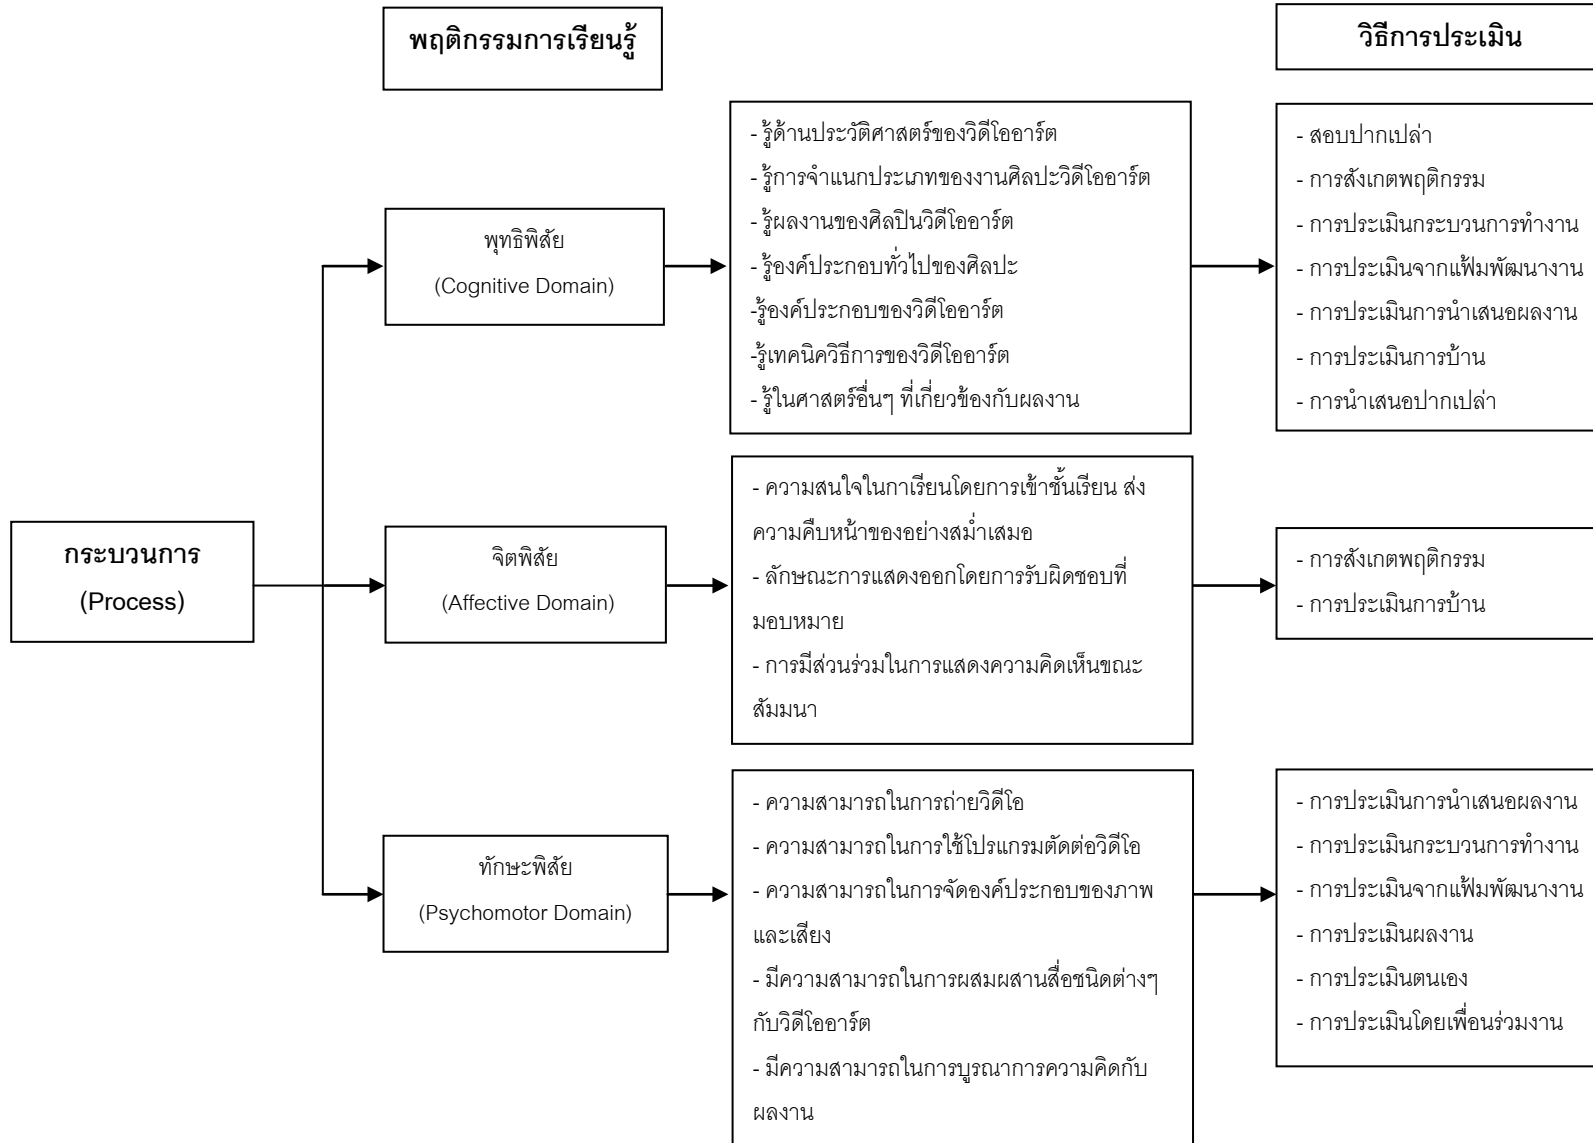 พฤติกรรมการเรียนรู้
วิธีการประเมิน
กระบวนการ
(Process)
พุทธิพิสัย
(Cognitive Domain)
- รู้ด้านประวัติศาสตร์ของวิดีโออาร์ต
- รู้การจำแนกประเภทของงานศิลปะวิดีโออาร์ต
- รู้ผลงานของศิลปินวิดีโออาร์ต
- รู้องค์ประกอบทั่วไปของศิลปะ
-รู้องค์ประกอบของวิดีโออาร์ต
-รู้เทคนิควิธีการของวิดีโออาร์ต
- รู้ในศาสตร์อื่นๆ ที่เกี่ยวข้องกับผลงาน
- สอบปากเปล่า
- การสังเกตพฤติกรรม
- การประเมินกระบวนการทำงาน
- การประเมินจากแฟ้มพัฒนางาน
- การประเมินการนำเสนอผลงาน
- การประเมินการบ้าน
- การนำเสนอปากเปล่า
จิตพิสัย
(Affective Domain)
- ความสนใจในกาเรียนโดยการเข้าชั้นเรียน ส่ง
ความคืบหน้าของอย่างสม่ำเสมอ
- ลักษณะการแสดงออกโดยการรับผิดชอบที่
มอบหมาย
- การมีส่วนร่วมในการแสดงความคิดเห็นขณะ
สัมมนา
- การสังเกตพฤติกรรม
- การประเมินการบ้าน
ทักษะพิสัย
(Psychomotor Domain)
- ความสามารถในการถ่ายวิดีโอ
- ความสามารถในการใช้โปรแกรมตัดต่อวิดีโอ
- ความสามารถในการจัดองค์ประกอบของภาพ
และเสียง
- มีความสามารถในการผสมผสานสื่อชนิดต่างๆ
กับวิดีโออาร์ต
- มีความสามารถในการบูรณาการความคิดกับ
ผลงาน
- การประเมินการนำเสนอผลงาน
- การประเมินกระบวนการทำงาน
- การประเมินจากแฟ้มพัฒนางาน
- การประเมินผลงาน
- การประเมินตนเอง
- การประเมินโดยเพื่อนร่วมงาน